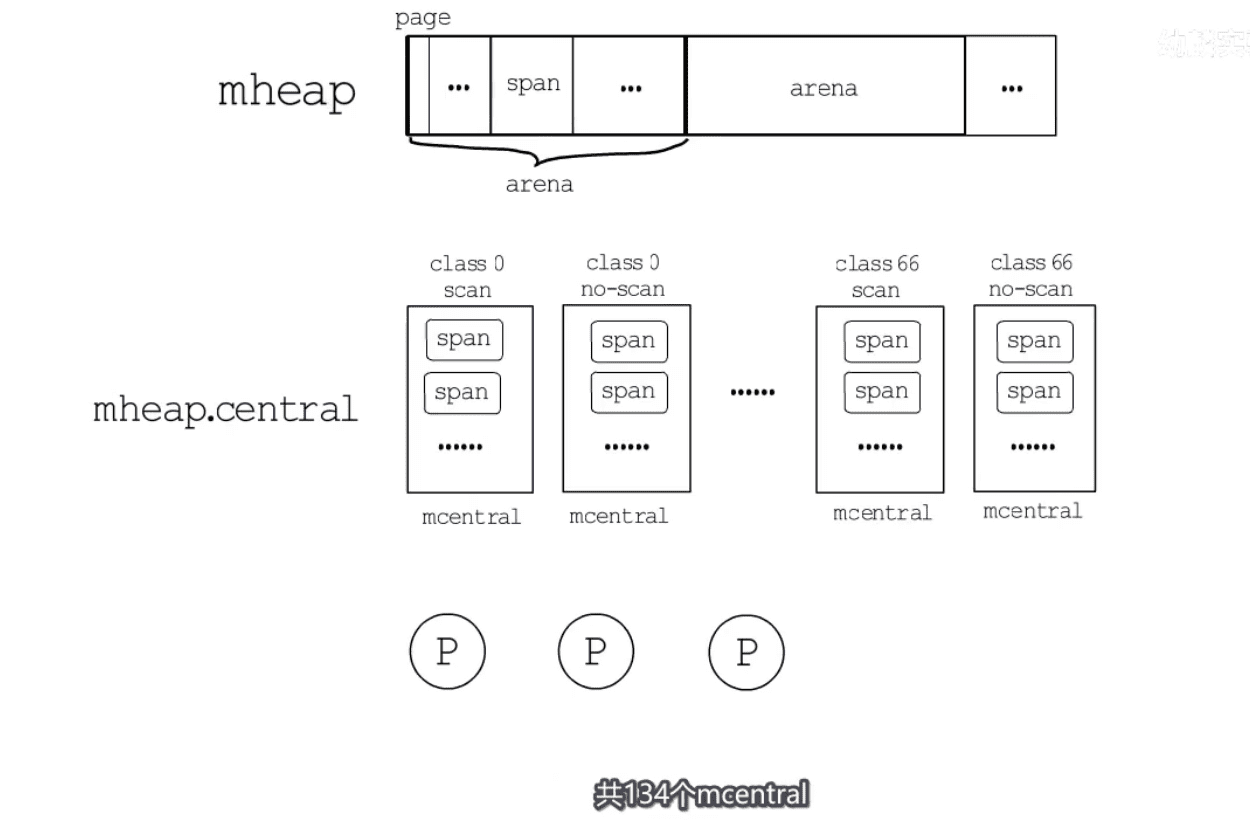 page
mheap
... span ... arena ...
arena
class 0 class 0 class 66 class 66
scan no-scan scan no-scan
span span span span
mheap.central
span span ...... span span
...... ...... ...... ......
mcentral mcentral mcentral mcentral
P P P
共134个mcentral